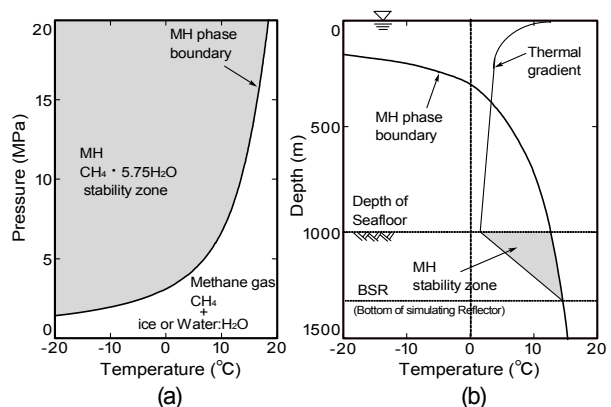 20
15
10
5
0
Pressure (MPa)
MH phase
boundary
MH
CH4・5.75H2O
stability zone
Methane gas
CH4
+
ice or Water:H2O
-20
-10
0
10
20
Temperature (°C)
(a)
0
500
1000
1500
Depth (m)
Thermal
gradient
MH phase
boundary
Depth of
Seafloor
MH
stability zone
BSR
(Bottom of simulating Reflector)
-20
-10
0
10
20
Temperature (°C)
(b)